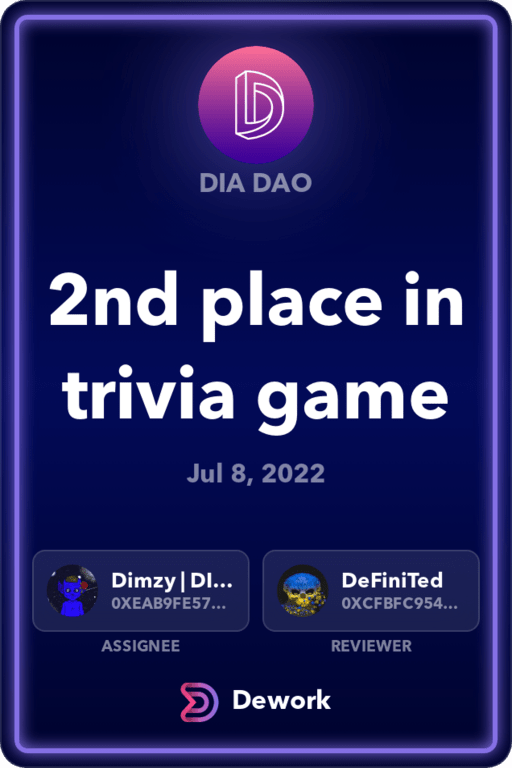 DIA DAO
2nd place in
trivia game
Jul 8, 2022
Dimzy | DI...
0XEAB9FE57...
ASSIGNEE
DeFiniTed
0XCFBFC954...
REVIEWER
Dework